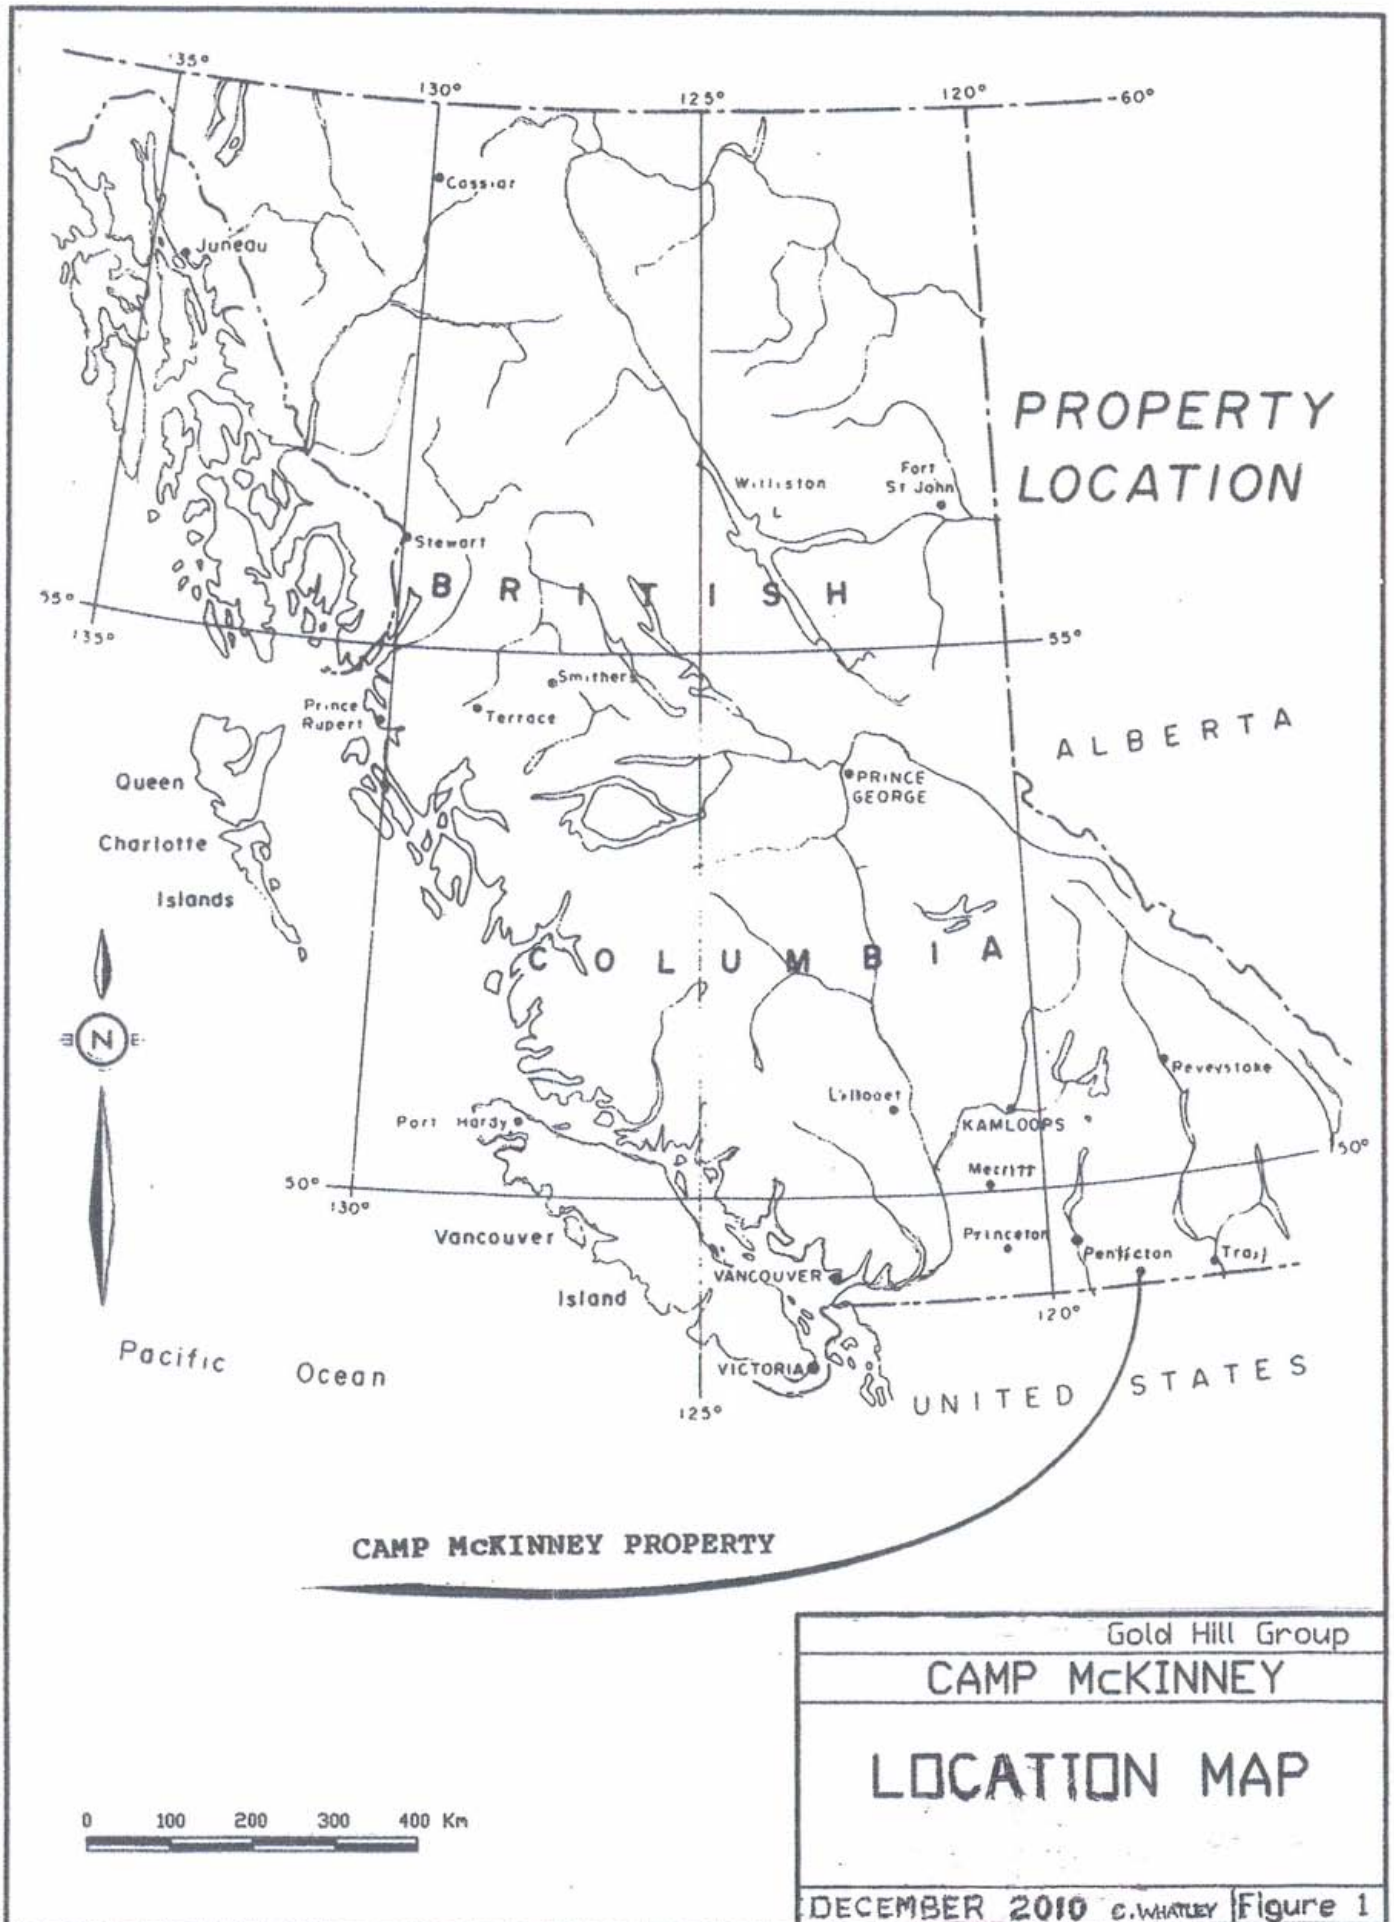 35°
130°
125°
120°
-60°
Cassiar
Juneau
PROPERTY
LOCATION
Williston
L
Fort
St John
Stewart
BRITISH
55°
135°
55°
Smithers
Prince
Rupert
Terrace
ALBERTA
Queen
Charlotte
Islands
PRINCE
GEORGE
COLUMBIA
N
E
Revelstoke
Lillooet
Port Hardy
KAMLOOPS
Merritt
50°
50°
130°
Vancouver
Island
Princeton
Penticton
Trail
VANCOUVER
120°
Pacific Ocean
VICTORIA
125°
UNITED STATES
CAMP McKINNEY PROPERTY
Gold Hill Group
CAMP McKINNEY
LOCATION MAP
0 100 200 300 400 Km
DECEMBER 2010 C.WHATLEY Figure 1